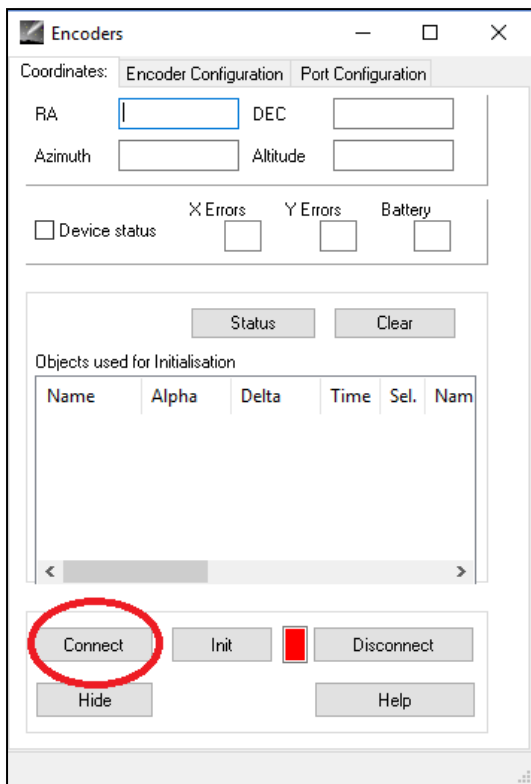 Encoders
Coordinates: Encoder Configuration Port Configuration
RA DEC
Azimuth Altitude
X Errors Y Errors Battery
Device status
Status Clear
Objects used for Initialisation
Name Alpha Delta Time Sel. Nam
Connect Init Disconnect
Hide Help